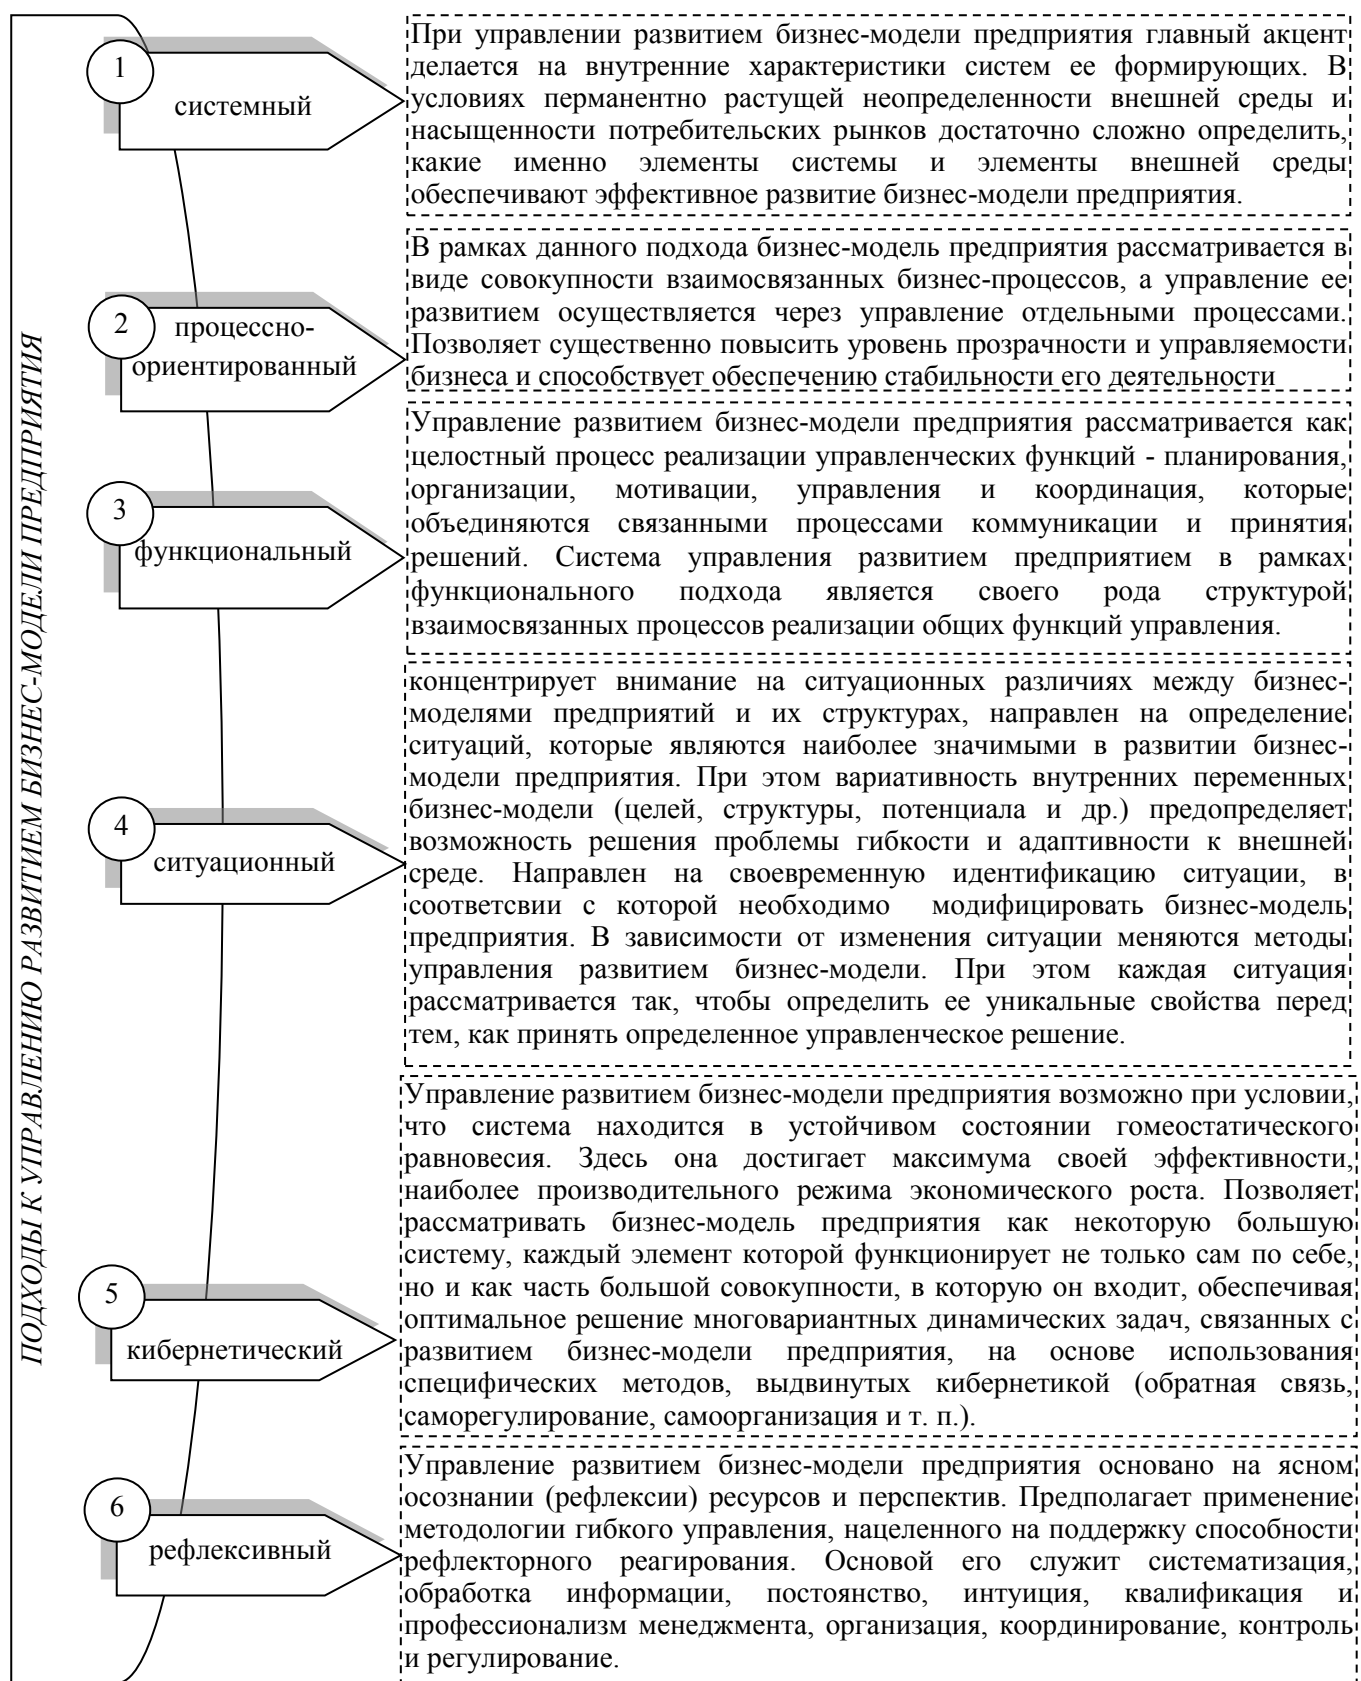 ПОДХОДЫ К УПРАВЛЕНИЮ РАЗВИТИЕМ БИЗНЕС-МОДЕЛИ ПРЕДПРИЯТИЯ
1
системный
При управлении развитием бизнес-модели предприятия главный акцент
делается на внутренние характеристики систем ее формирующих. В
условиях перманентно растущей неопределенности внешней среды и
насыщенности потребительских рынков достаточно сложно определить,
какие именно элементы системы и элементы внешней среды
обеспечивают эффективное развитие бизнес-модели предприятия.
2
процессно-
ориентированный
В рамках данного подхода бизнес-модель предприятия рассматривается в
виде совокупности взаимосвязанных бизнес-процессов, а управление ее
развитием осуществляется через управление отдельными процессами.
Позволяет существенно повысить уровень прозрачности и управляемости
бизнеса и способствует обеспечению стабильности его деятельности
3
функциональный
Управление развитием бизнес-модели предприятия рассматривается как
целостный процесс реализации управленческих функций - планирования,
организации, мотивации, управления и координация, которые
объединяются связанными процессами коммуникации и принятия
решений. Система управления развитием предприятием в рамках
функционального подхода является своего рода структурой
взаимосвязанных процессов реализации общих функций управления.
4
ситуационный
концентрирует внимание на ситуационных различиях между бизнес-
моделями предприятий и их структурах, направлен на определение
ситуаций, которые являются наиболее значимыми в развитии бизнес-
модели предприятия. При этом вариативность внутренних переменных
бизнес-модели (целей, структуры, потенциала и др.) предопределяет
возможность решения проблемы гибкости и адаптивности к внешней
среде. Направлен на своевременную идентификацию ситуации, в
соответсвии с которой необходимо модифицировать бизнес-модель
предприятия. В зависимости от изменения ситуации меняются методы
управления развитием бизнес-модели. При этом каждая ситуация
рассматривается так, чтобы определить ее уникальные свойства перед
тем, как принять определенное управленческое решение.
5
кибернетический
Управление развитием бизнес-модели предприятия возможно при условии,
что система находится в устойчивом состоянии гомеостатического
равновесия. Здесь она достигает максимума своей эффективности,
наиболее производительного режима экономического роста. Позволяет
рассматривать бизнес-модель предприятия как некоторую большую
систему, каждый элемент которой функционирует не только сам по себе,
но и как часть большой совокупности, в которую он входит, обеспечивая
оптимальное решение многовариантных динамических задач, связанных с
развитием бизнес-модели предприятия, на основе использования
специфических методов, выдвинутых кибернетикой (обратная связь,
саморегулирование, самоорганизация и т. п.).
6
рефлексивный
Управление развитием бизнес-модели предприятия основано на ясном
осознании (рефлексии) ресурсов и перспектив. Предполагает применение
методологии гибкого управления, нацеленного на поддержку способности
рефлекторного реагирования. Основой его служит систематизация,
обработка информации, постоянство, интуиция, квалификация и
профессионализм менеджмента, организация, координирование, контроль
и регулирование.